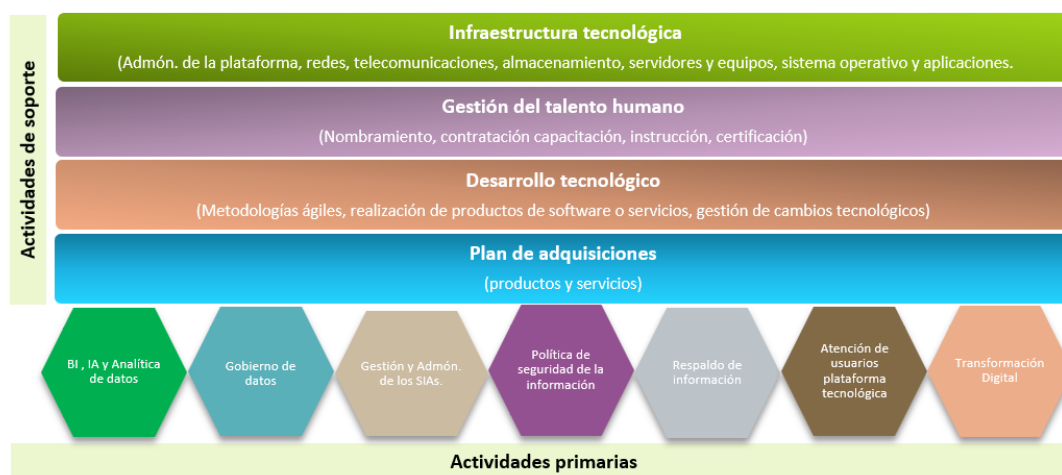 Actividades de soporte
Infraestructura tecnológica
(Admón. de la plataforma, redes, telecomunicaciones, almacenamiento, servidores y equipos, sistema operativo y aplicaciones.
Gestión del talento humano
(Nombramiento, contratación capacitación, instrucción, certificación)
Desarrollo tecnológico
(Metodologías ágiles, realización de productos de software o servicios, gestión de cambios tecnológicos)
Plan de adquisiciones
(productos y servicios)
BI , IA y Analítica
de datos
Gobierno de
datos
Gestión y Admón.
de los SIAs.
Política de
seguridad de la
información
Respaldo de
información
Atención de
usuarios
plataforma
tecnológica
Transformación
Digital
Actividades primarias